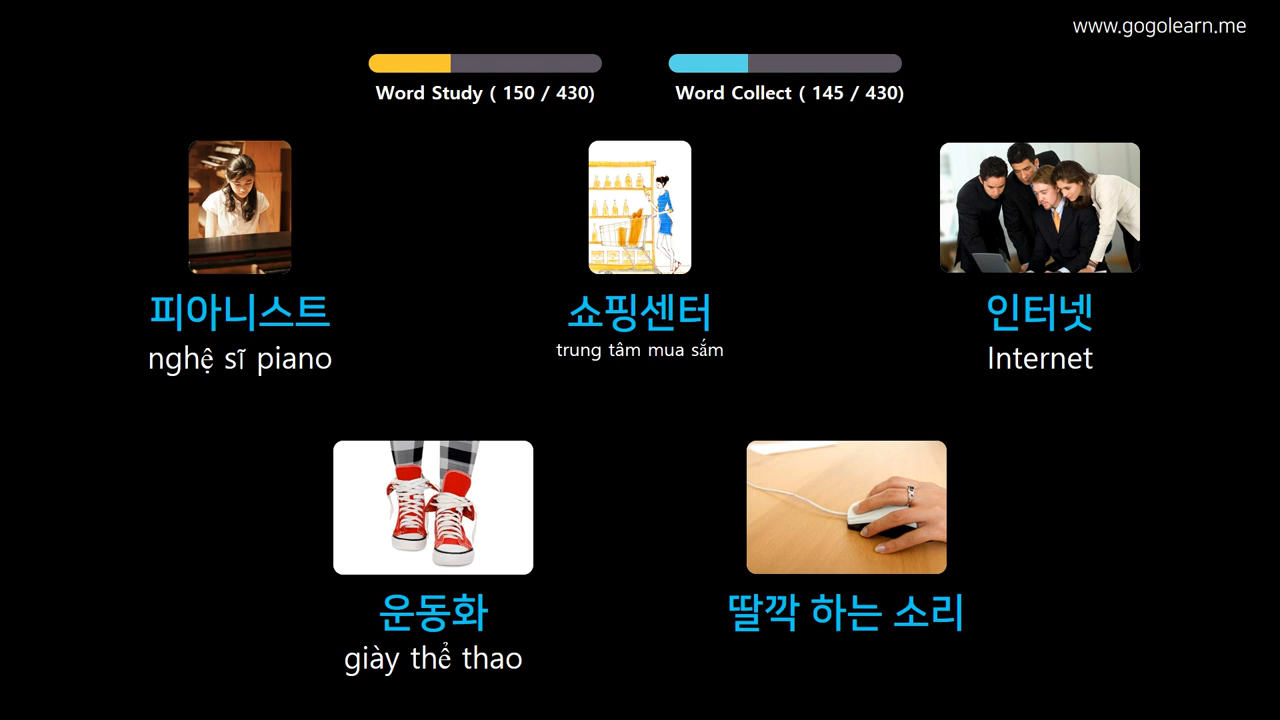 www.gogolearn.me
Word Study ( 150 / 430)
Word Collect ( 145 / 430)
피아니스트
nghệ sĩ piano
쇼핑센터
trung tâm mua sắm
인터넷
Internet
운동화
giày thể thao
딸깍 하는 소리